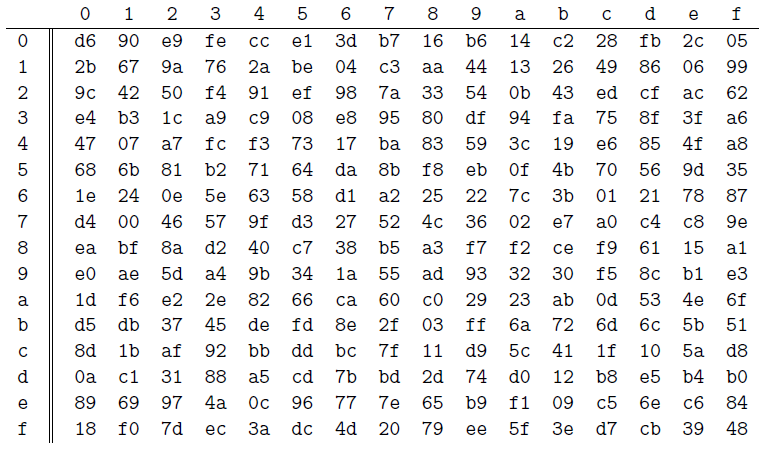 0 1 2 3 4 5 6 7 8 9 a b c d e f
0 d6 90 e9 fe cc e1 3d b7 16 b6 14 c2 28 fb 2c 05
1 2b 67 9a 76 2a be 04 c3 aa 44 13 26 49 86 06 99
2 9c 42 50 f4 91 ef 98 7a 33 54 0b 43 ed cf ac 62
3 e4 b3 1c a9 c9 08 e8 95 80 df 94 fa 75 8f 3f a6
4 47 07 a7 fc f3 73 17 ba 83 59 3c 19 e6 85 4f a8
5 68 6b 81 b2 71 64 da 8b f8 eb 0f 4b 70 56 9d 35
6 1e 24 0e 5e 63 58 d1 a2 25 22 7c 3b 01 21 78 87
7 d4 00 46 57 9f d3 27 52 4c 36 02 e7 a0 c4 c8 9e
8 ea bf 8a d2 40 c7 38 b5 a3 f7 f2 ce f9 61 15 a1
9 e0 ae 5d a4 9b 34 1a 55 ad 93 32 30 f5 8c b1 e3
a 1d f6 e2 2e 82 66 ca 60 c0 29 23 ab 0d 53 4e 6f
b d5 db 37 45 de fd 8e 2f 03 ff 6a 72 6d 6c 5b 51
c 8d 1b af 92 bb dd bc 7f 11 d9 5c 41 1f 10 5a d8
d 0a c1 31 88 a5 cd 7b bd 2d 74 d0 12 b8 e5 b4 b0
e 89 69 97 4a 0c 96 77 7e 65 b9 f1 09 c5 6e c6 84
f 18 f0 7d ec 3a dc 4d 20 79 ee 5f 3e d7 cb 39 48